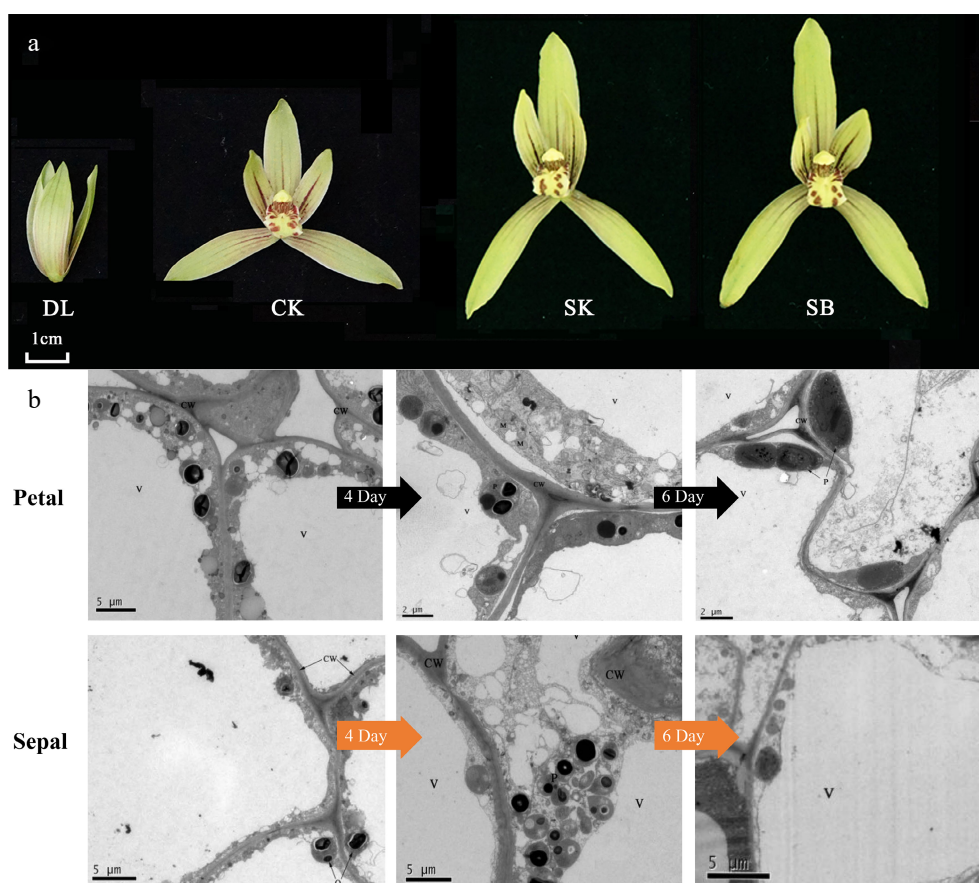 a
DL
CK
SK
SB
1cm
b
Petal
CW
CW
V
V
5 µm
4 Day
V
M
M
P
CW
V
2 µm
6 Day
V
CW
P
V
2 µm
Sepal
CW
5 µm
4 Day
CW
V
CW
P
V
V
5 µm
6 Day
V
5 µm